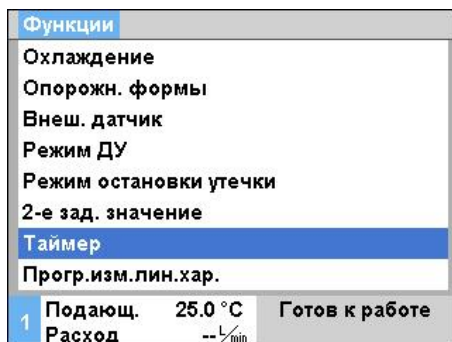 Функции
Охлаждение
Опорожн. формы
Внеш. датчик
Режим ДУ
Режим остановки утечки
2-е зад. значение
Таймер
Прогр.изм.лин.хар.
1 Подающ. 25.0 °C Готов к работе
Расход -- L/min